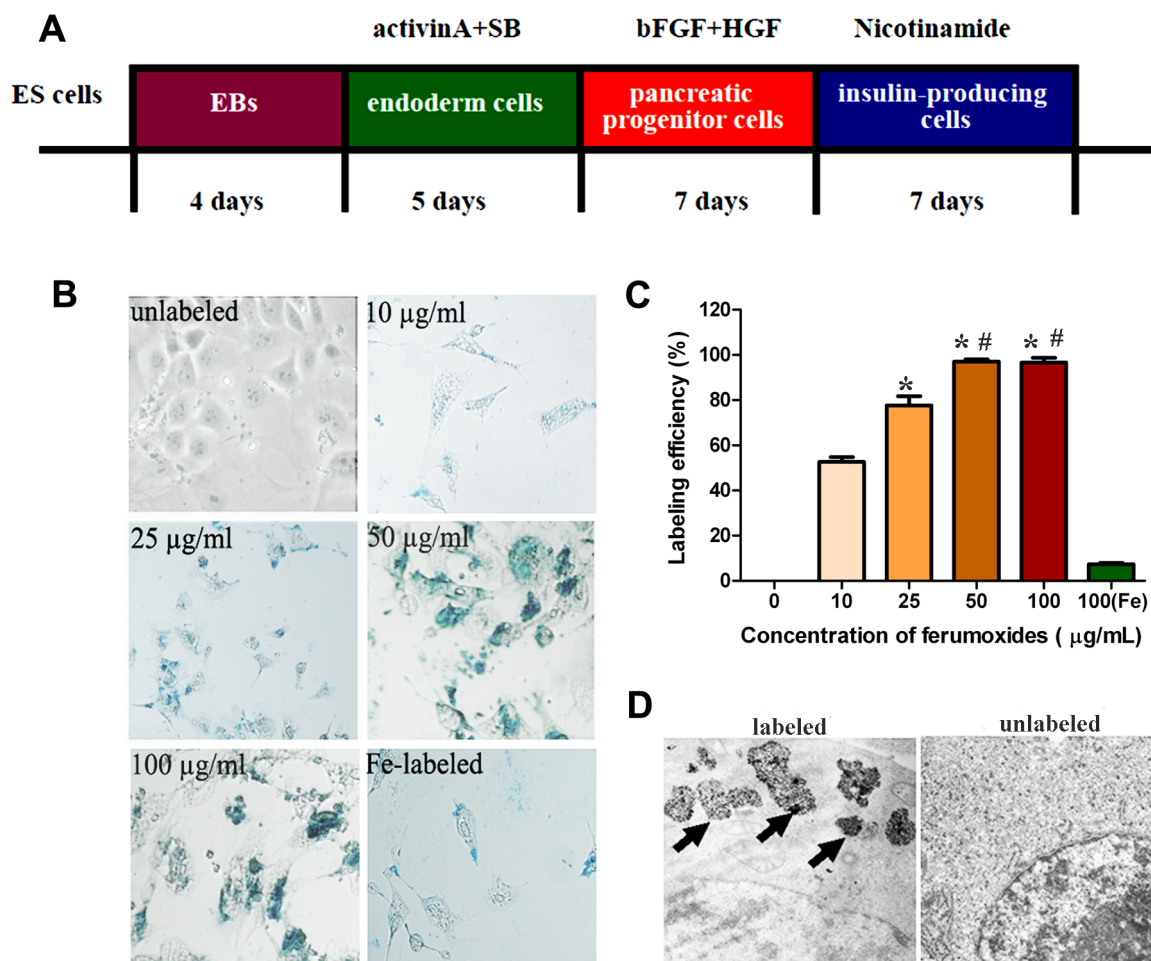 A
activinA+SB
bFGF+HGF
Nicotinamide
ES cells
EBs
endoderm cells
pancreatic
progenitor cells
insulin-producing
cells
4 days
5 days
7 days
7 days
B
unlabeled
10 µg/ml
25 µg/ml
50 µg/ml
100 µg/ml
Fe-labeled
C
Labeling efficiency (%)
120
100
80
60
40
20
0
*
* #
* #
0
10
25
50
100
100(Fe)
Concentration of ferumoxides ( µg/mL)
D
labeled
unlabeled